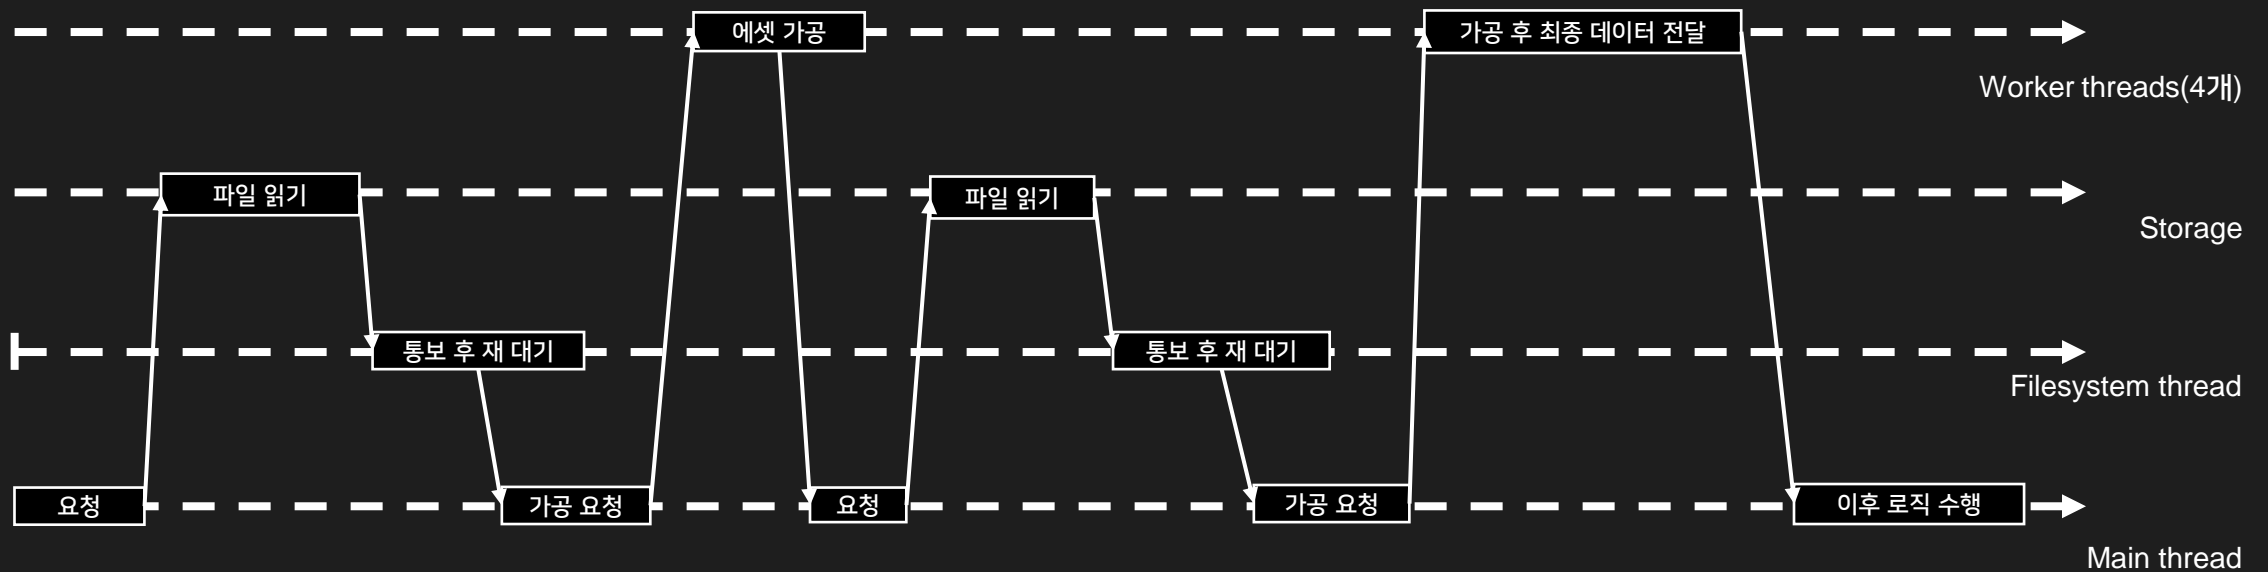 에셋 가공
가공 후 최종 데이터 전달
Worker threads(4개)
파일 읽기
파일 읽기
Storage
통보 후 재 대기
통보 후 재 대기
Filesystem thread
요청
가공 요청
요청
가공 요청
이후 로직 수행
Main thread